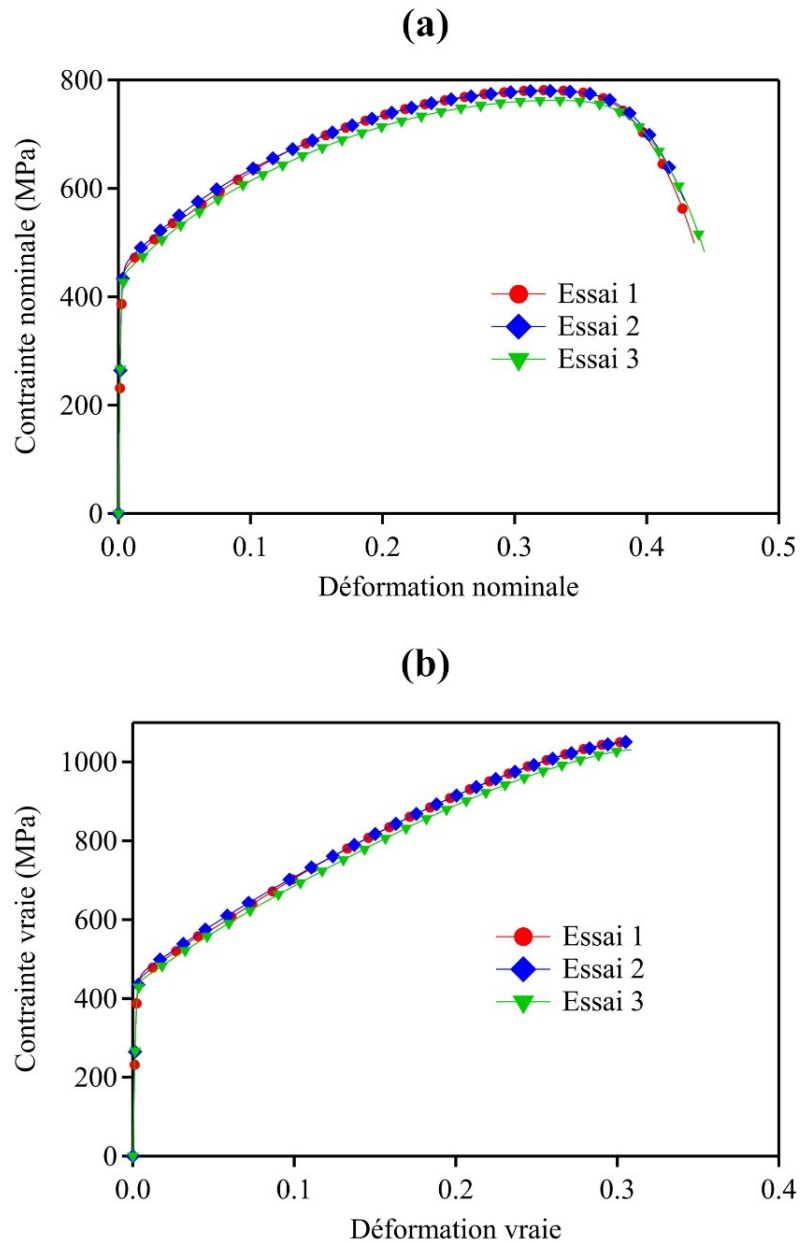 (a)
800
600
400
200
0
Contrainte nominale (MPa)
Essai 1
Essai 2
Essai 3
0.0 0.1 0.2 0.3 0.4 0.5
Déformation nominale
(b)
1000
800
600
400
200
0
Contrainte vraie (MPa)
Essai 1
Essai 2
Essai 3
0.0 0.1 0.2 0.3 0.4
Déformation vraie